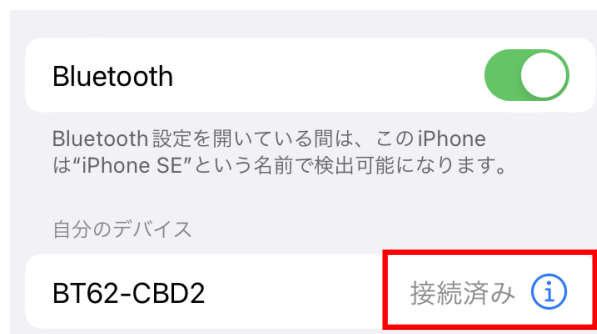 Bluetooth
Bluetooth設定を開いている間は、このiPhone
は“iPhone SE”という名前で検出可能になります。
自分のデバイス
BT62-CBD2 接続済み